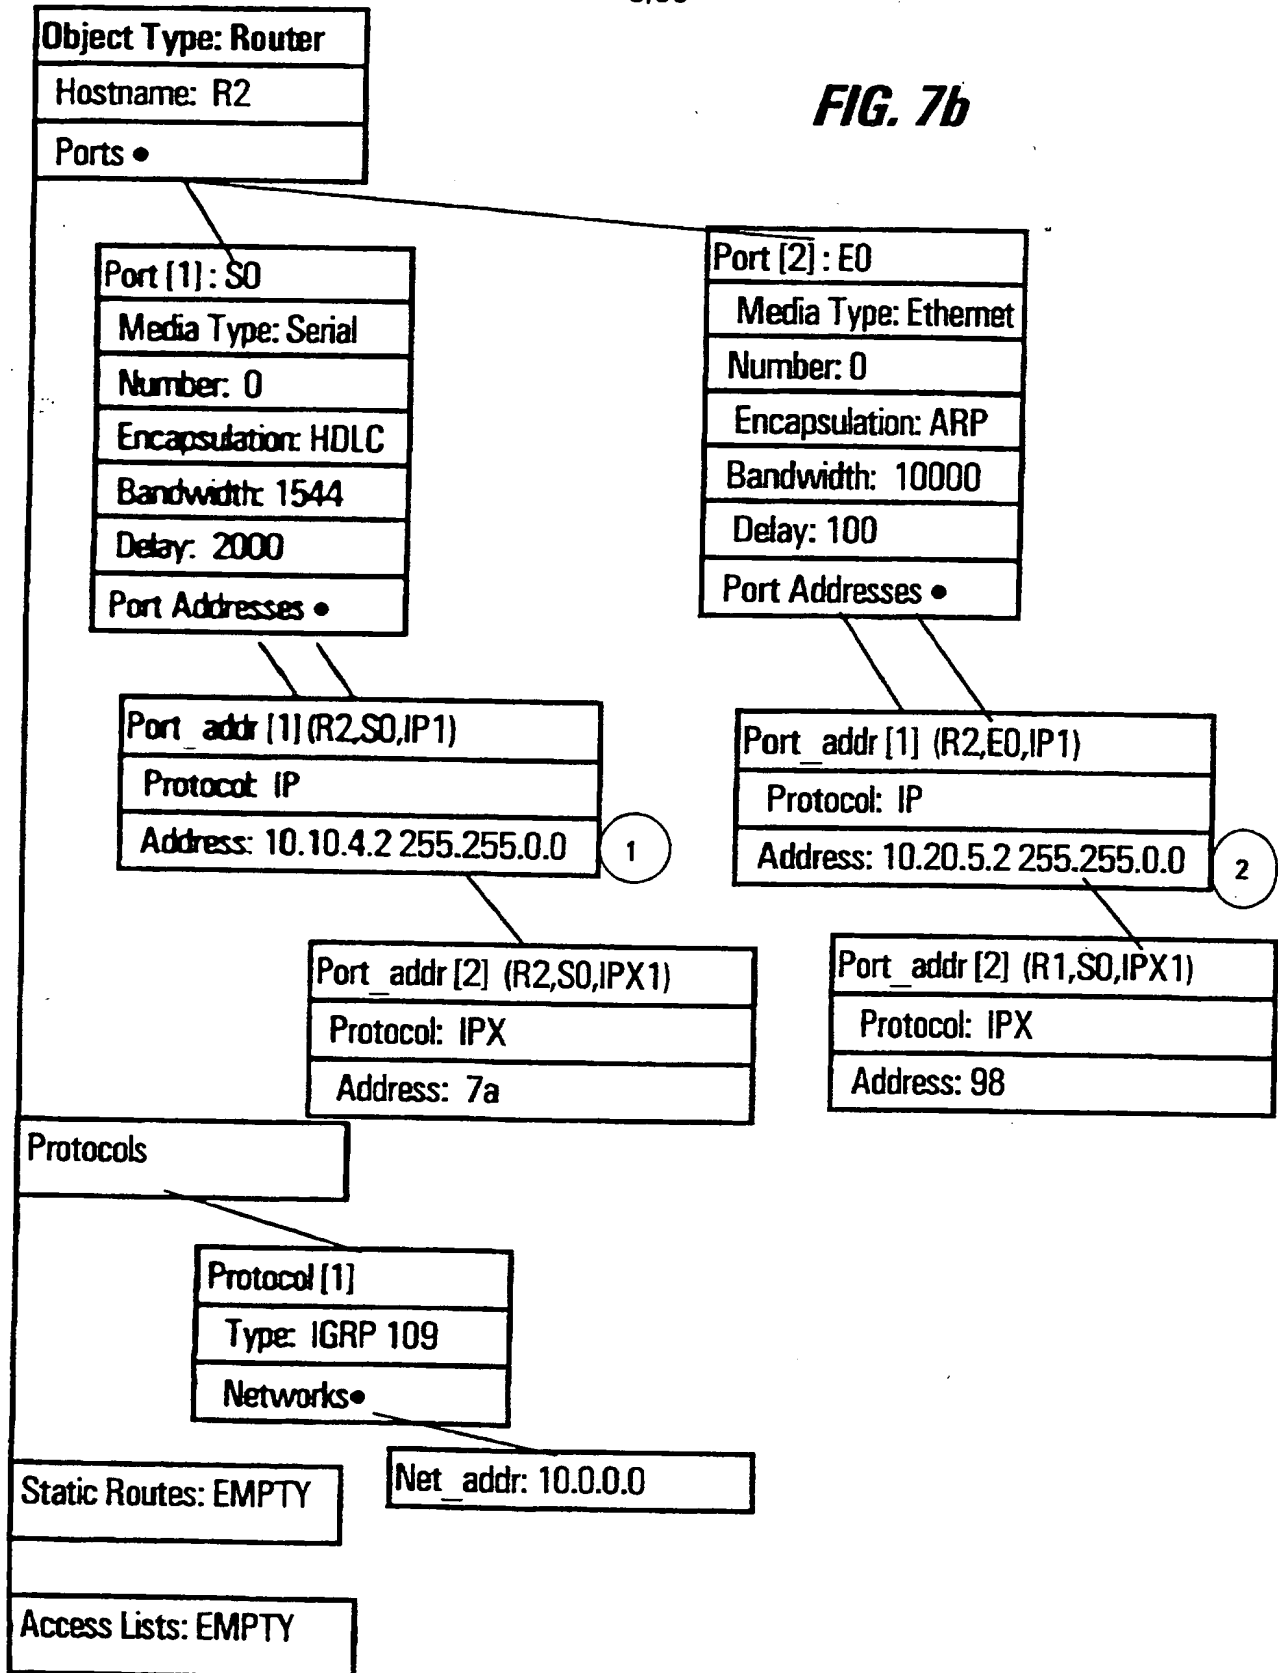 Object Type: Router
Hostname: R2
Ports •
FIG. 7b
Port [1] : S0
Media Type: Serial
Number: 0
Encapsulation: HDLC
Bandwidth: 1544
Delay: 2000
Port Addresses •
Port [2] : E0
Media Type: Ethernet
Number: 0
Encapsulation: ARP
Bandwidth: 10000
Delay: 100
Port Addresses •
Port_addr [1] (R2,S0,IP1)
Protocol: IP
Address: 10.10.4.2 255.255.0.0
1
Port_addr [1] (R2,E0,IP1)
Protocol: IP
Address: 10.20.5.2 255.255.0.0
2
Port_addr [2] (R2,S0,IPX1)
Protocol: IPX
Address: 7a
Port_addr [2] (R1,S0,IPX1)
Protocol: IPX
Address: 98
Protocols
Protocol [1]
Type: IGRP 109
Networks•
Net_addr: 10.0.0.0
Static Routes: EMPTY
Access Lists: EMPTY